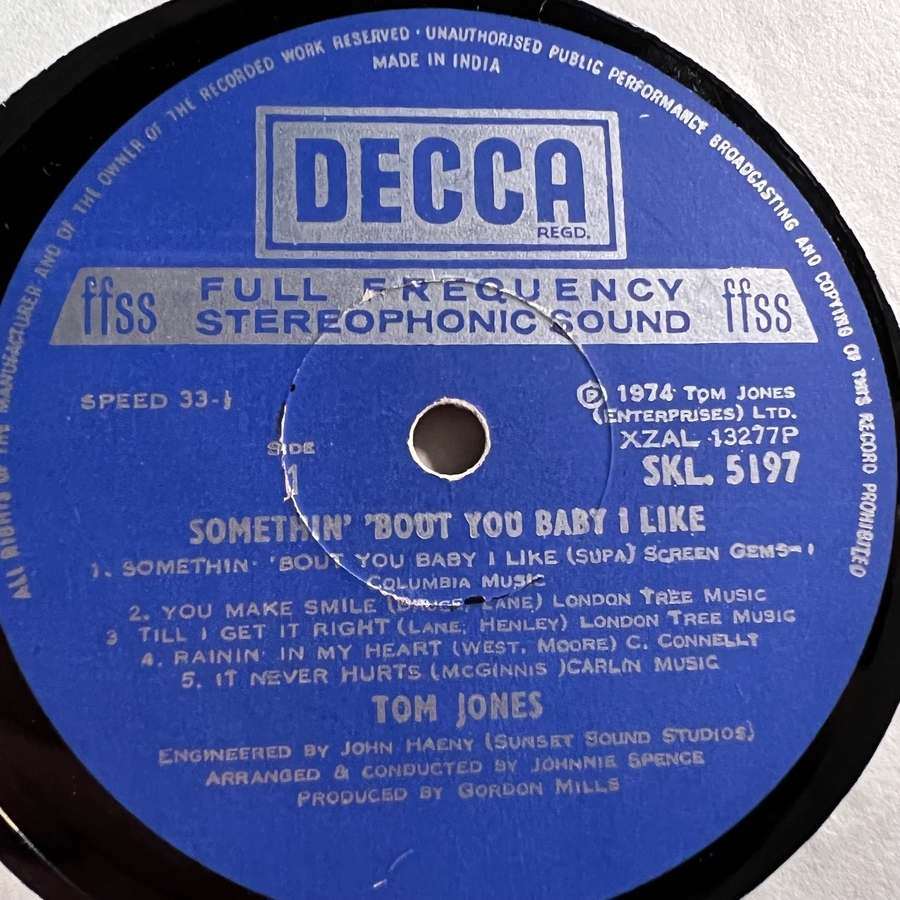 ALL RIGHTS OF THE MANUFACTURER AND OF THE OWNER OF THE RECORDED WORK RESERVED · UNAUTHORISED PUBLIC PERFORMANCE BROADCASTING AND COPYING OF THIS RECORD PROHIBITED
MADE IN INDIA
DECCA
REGD.
ffss FULL FREQUENCY STEREOPHONIC SOUND ffss
SPEED 33-⅓
SIDE
1
℗ 1974 TOM JONES
(ENTERPRISES) LTD.
XZAL 13277P
SKL. 5197
SOMETHIN' 'BOUT YOU BABY I LIKE
1. SOMETHIN' 'BOUT YOU BABY I LIKE (SUPA) SCREEN GEMS-
COLUMBIA MUSIC
2. YOU MAKE SMILE (LANE) LONDON TREE MUSIC
3 TILL I GET IT RIGHT (LANE, HENLEY) LONDON TREE MUSIC
4. RAININ' IN MY HEART (WEST. MOORE) C. CONNELLY
5. IT NEVER HURTS (MCGINNIS )CARLIN MUSIC
TOM JONES
ENGINEERED BY JOHN HAENY (SUNSET SOUND STUDIOS)
ARRANGED & CONDUCTED BY JOHNNIE SPENCE
PRODUCED BY GORDON MILLS